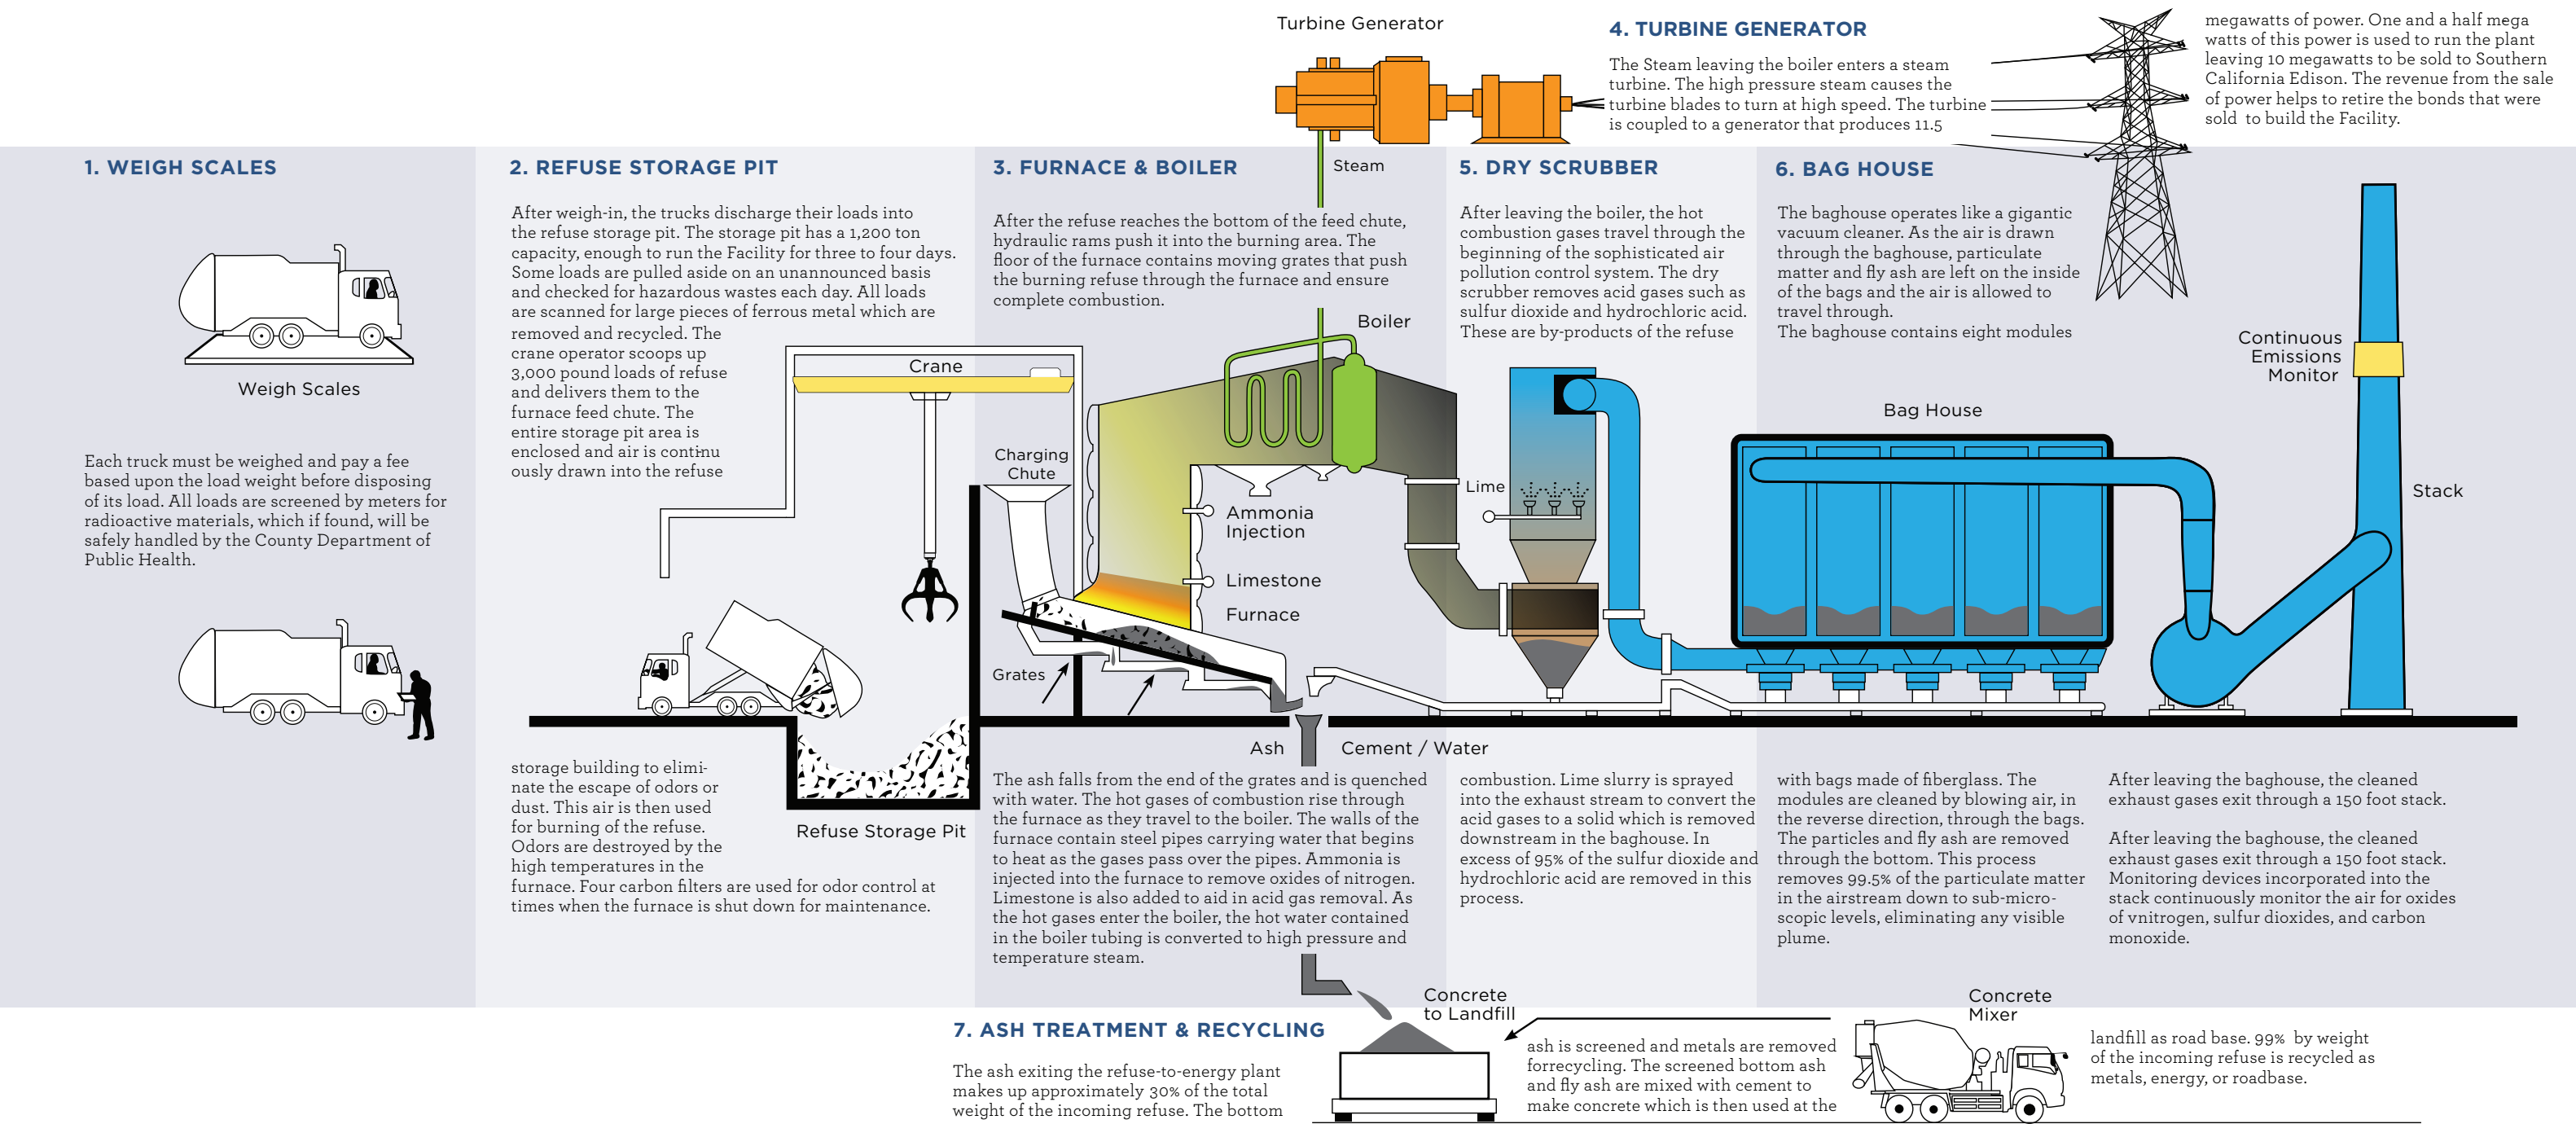 Turbine Generator
4. TURBINE GENERATOR
The Steam leaving the boiler enters a steam
turbine. The high pressure steam causes the
turbine blades to turn at high speed. The turbine
is coupled to a generator that produces 11.5
megawatts of power. One and a half mega
watts of this power is used to run the plant
leaving 10 megawatts to be sold to Southern
California Edison. The revenue from the sale
of power helps to retire the bonds that were
sold to build the Facility.
1. WEIGH SCALES
Weigh Scales
Each truck must be weighed and pay a fee
based upon the load weight before disposing
of its load. All loads are screened by meters for
radioactive materials, which if found, will be
safely handled by the County Department of
Public Health.
2. REFUSE STORAGE PIT
After weigh-in, the trucks discharge their loads into
the refuse storage pit. The storage pit has a 1,200 ton
capacity, enough to run the Facility for three to four days.
Some loads are pulled aside on an unannounced basis
and checked for hazardous wastes each day. All loads
are scanned for large pieces of ferrous metal which are
removed and recycled. The
crane operator scoops up
3,000 pound loads of refuse
and delivers them to the
furnace feed chute. The
entire storage pit area is
enclosed and air is continu
ously drawn into the refuse
Crane
storage building to elimi-
nate the escape of odors or
dust. This air is then used
for burning of the refuse.
Odors are destroyed by the
high temperatures in the
furnace. Four carbon filters are used for odor control at
times when the furnace is shut down for maintenance.
Refuse Storage Pit
3. FURNACE & BOILER
Steam
After the refuse reaches the bottom of the feed chute,
hydraulic rams push it into the burning area. The
floor of the furnace contains moving grates that push
the burning refuse through the furnace and ensure
complete combustion.
Boiler
Charging
Chute
Ammonia
Injection
Limestone
Furnace
Grates
Ash
Cement / Water
The ash falls from the end of the grates and is quenched
with water. The hot gases of combustion rise through
the furnace as they travel to the boiler. The walls of the
furnace contain steel pipes carrying water that begins
to heat as the gases pass over the pipes. Ammonia is
injected into the furnace to remove oxides of nitrogen.
Limestone is also added to aid in acid gas removal. As
the hot gases enter the boiler, the hot water contained
in the boiler tubing is converted to high pressure and
temperature steam.
5. DRY SCRUBBER
After leaving the boiler, the hot
combustion gases travel through the
beginning of the sophisticated air
pollution control system. The dry
scrubber removes acid gases such as
sulfur dioxide and hydrochloric acid.
These are by-products of the refuse
Lime
combustion. Lime slurry is sprayed
into the exhaust stream to convert the
acid gases to a solid which is removed
downstream in the baghouse. In
excess of 95% of the sulfur dioxide and
hydrochloric acid are removed in this
process.
6. BAG HOUSE
The baghouse operates like a gigantic
vacuum cleaner. As the air is drawn
through the baghouse, particulate
matter and fly ash are left on the inside
of the bags and the air is allowed to
travel through.
The baghouse contains eight modules
Bag House
with bags made of fiberglass. The
modules are cleaned by blowing air, in
the reverse direction, through the bags.
The particles and fly ash are removed
through the bottom. This process
removes 99.5% of the particulate matter
in the airstream down to sub-micro-
scopic levels, eliminating any visible
plume.
Continuous
Emissions
Monitor
Stack
After leaving the baghouse, the cleaned
exhaust gases exit through a 150 foot stack.
After leaving the baghouse, the cleaned
exhaust gases exit through a 150 foot stack.
Monitoring devices incorporated into the
stack continuously monitor the air for oxides
of vnitrogen, sulfur dioxides, and carbon
monoxide.
7. ASH TREATMENT & RECYCLING
The ash exiting the refuse-to-energy plant
makes up approximately 30% of the total
weight of the incoming refuse. The bottom
Concrete
to Landfill
ash is screened and metals are removed
forrecycling. The screened bottom ash
and fly ash are mixed with cement to
make concrete which is then used at the
Concrete
Mixer
landfill as road base. 99% by weight
of the incoming refuse is recycled as
metals, energy, or roadbase.